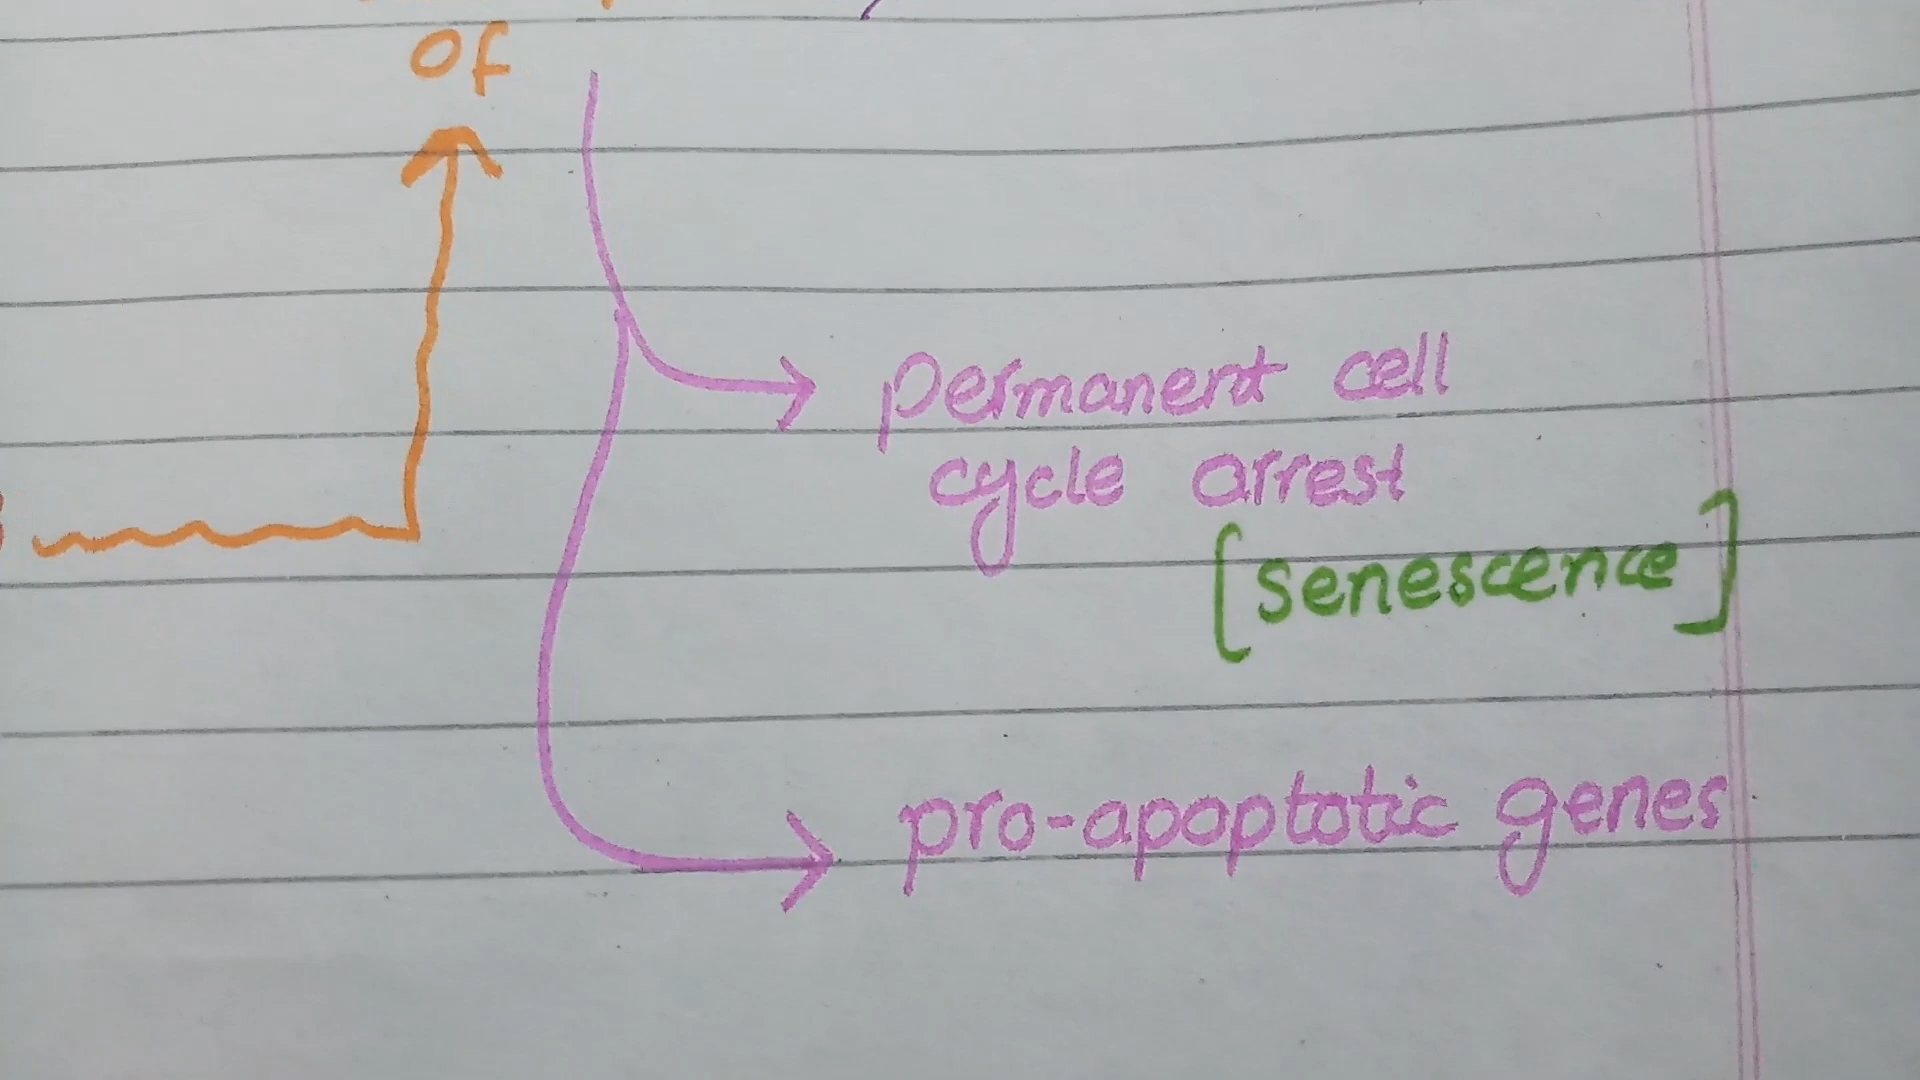 of
permanent cell
cycle arrest
[senescence]
pro-apoptotic genes